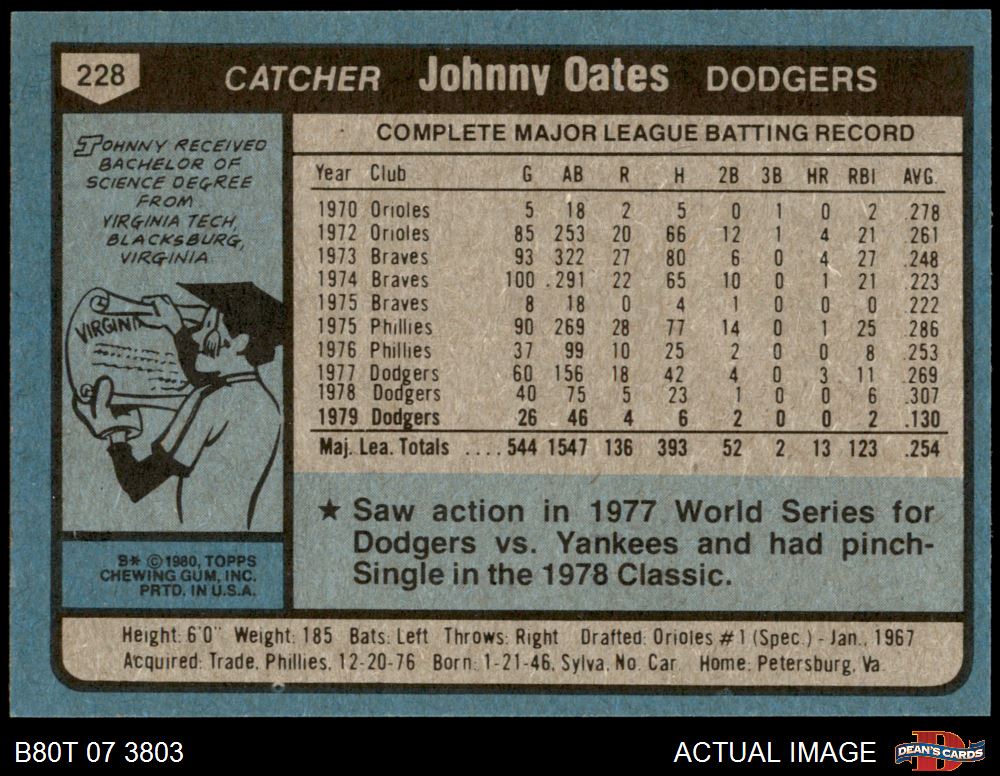 228 CATCHER Johnny Oates DODGERS
JOHNNY RECEIVED
BACHELOR OF
SCIENCE DEGREE
FROM
VIRGINIA TECH,
BLACKSBURG,
VIRGINIA
VIRGINIA
B* © 1980, TOPPS
CHEWING GUM, INC.
PRTD. IN U.S.A.
COMPLETE MAJOR LEAGUE BATTING RECORD
Year Club G AB R H 2B 3B HR RBI AVG.
1970 Orioles 5 18 2 5 0 1 0 2 .278
1972 Orioles 85 253 20 66 12 1 4 21 .261
1973 Braves 93 322 27 80 6 0 4 27 .248
1974 Braves 100 291 22 65 10 0 1 21 .223
1975 Braves 8 18 0 4 1 0 0 0 .222
1975 Phillies 90 269 28 77 14 0 1 25 .286
1976 Phillies 37 99 10 25 2 0 0 8 .253
1977 Dodgers 60 156 18 42 4 0 3 11 .269
1978 Dodgers 40 75 5 23 1 0 0 6 .307
1979 Dodgers 26 46 4 6 2 0 0 2 .130
Maj. Lea. Totals .... 544 1547 136 393 52 2 13 123 .254
★ Saw action in 1977 World Series for
Dodgers vs. Yankees and had pinch-
Single in the 1978 Classic.
Height: 6'0" Weight: 185 Bats: Left Throws: Right Drafted: Orioles #1 (Spec.) - Jan., 1967
Acquired: Trade, Phillies, 12-20-76 Born: 1-21-46, Sylva, No. Car. Home: Petersburg, Va.
B80T 07 3803 ACTUAL IMAGE DEAN'S CARDS